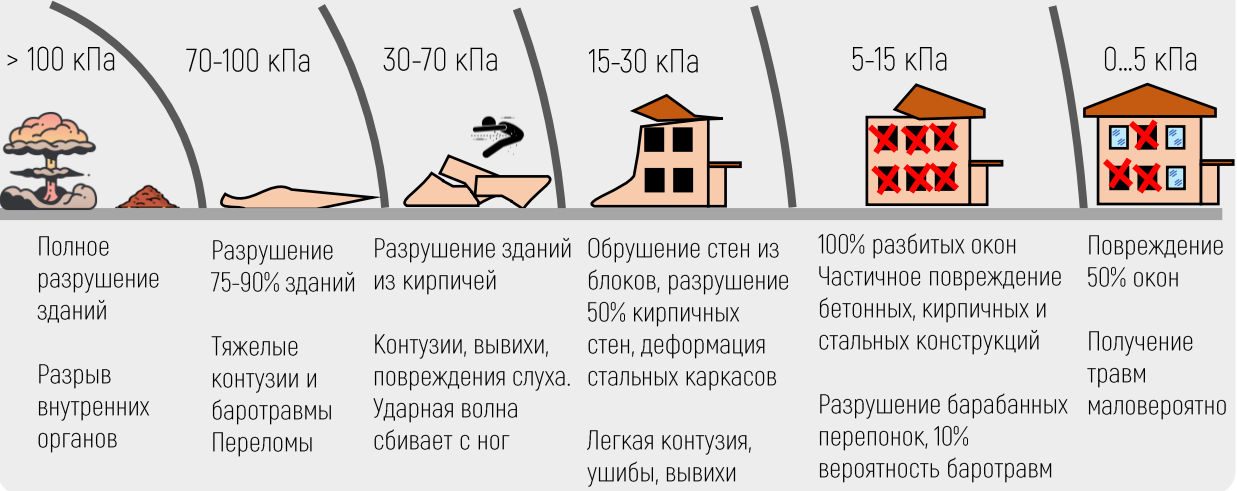 > 100 кПа
70-100 кПа
30-70 кПа
15-30 кПа
5-15 кПа
0...5 кПа
Полное
разрушение
зданий
Разрыв
внутренних
органов
Разрушение
75-90% зданий
Тяжелые
контузии и
баротравмы
Переломы
Разрушение зданий
из кирпичей
Контузии, вывихи,
повреждения слуха.
Ударная волна
сбивает с ног
Обрушение стен из
блоков, разрушение
50% кирпичных
стен, деформация
стальных каркасов
Легкая контузия,
ушибы, вывихи
100% разбитых окон
Частичное повреждение
бетонных, кирпичных и
стальных конструкций
Разрушение барабанных
перепонок, 10%
вероятность баротравм
Повреждение
50% окон
Получение
травм
маловероятно